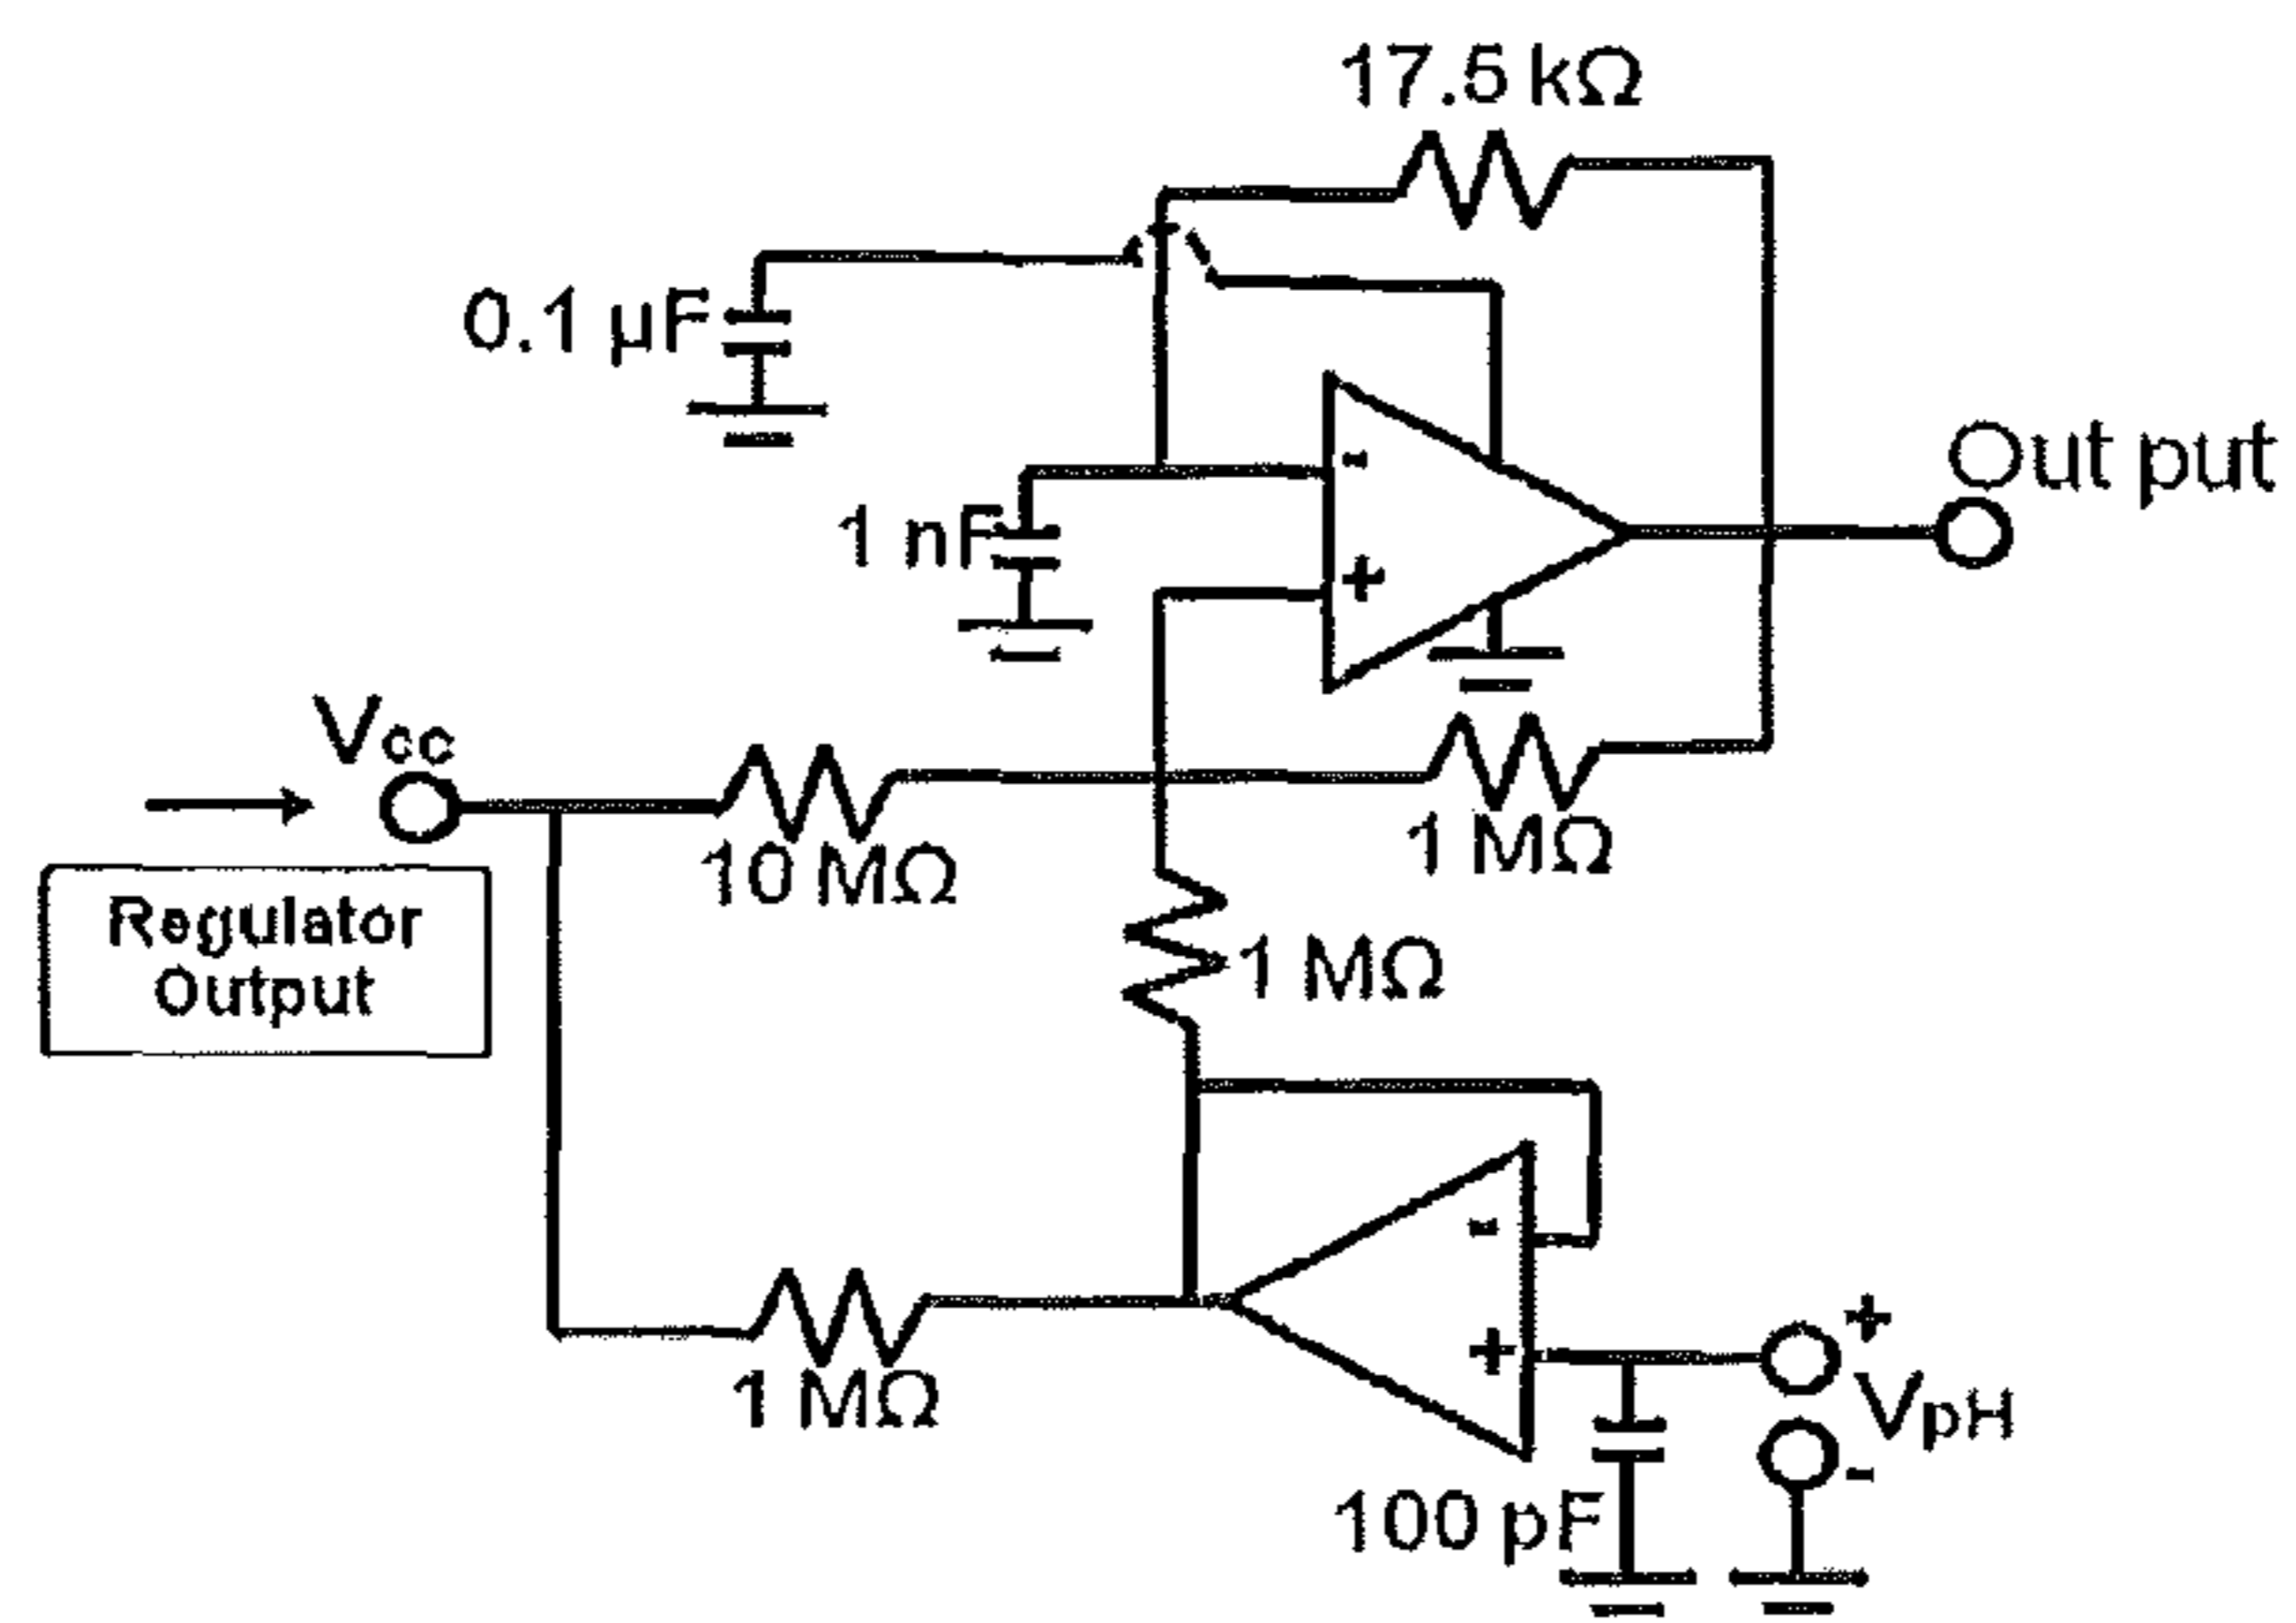 17.5 kΩ
0.1 µF
-
Out put
1 nF
+
Vcc
10 MΩ
1 MΩ
Regulator
Output
1 MΩ
-
+
+
VpH
-
1 MΩ
100 pF